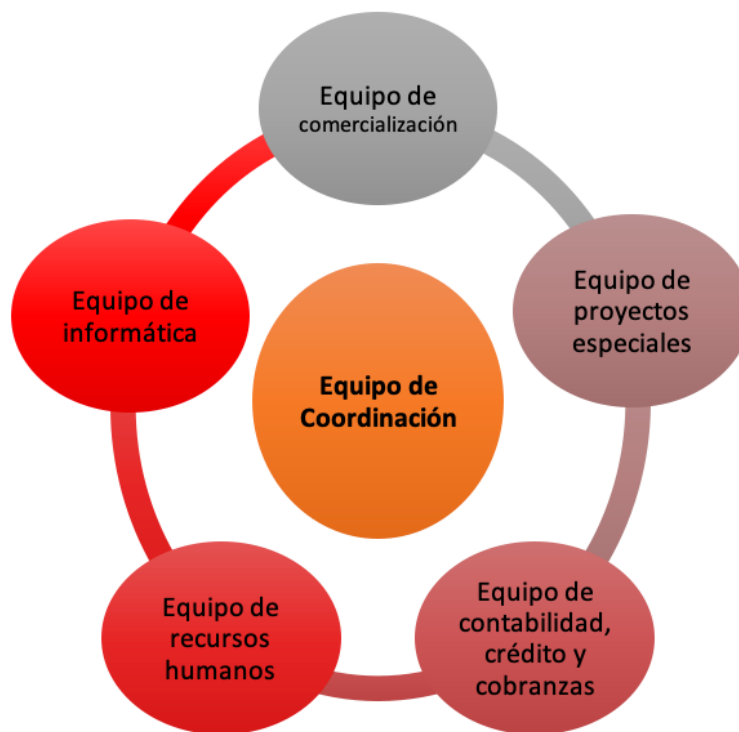 Equipo de
comercialización
Equipo de
proyectos
especiales
Equipo de
informática
Equipo de
Coordinación
Equipo de
contabilidad,
crédito y
cobranzas
Equipo de
recursos
humanos